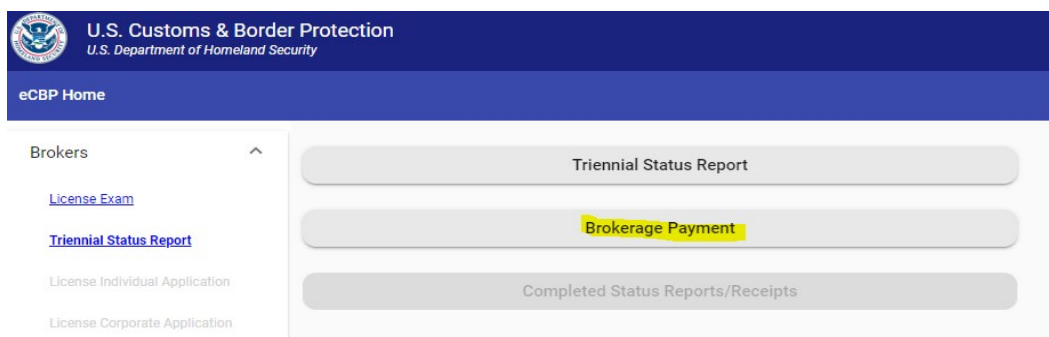 U.S. Customs & Border Protection
U.S. Department of Homeland Security
eCBP Home
Brokers
License Exam
Triennial Status Report
License Individual Application
License Corporate Application
Triennial Status Report
Brokerage Payment
Completed Status Reports/Receipts